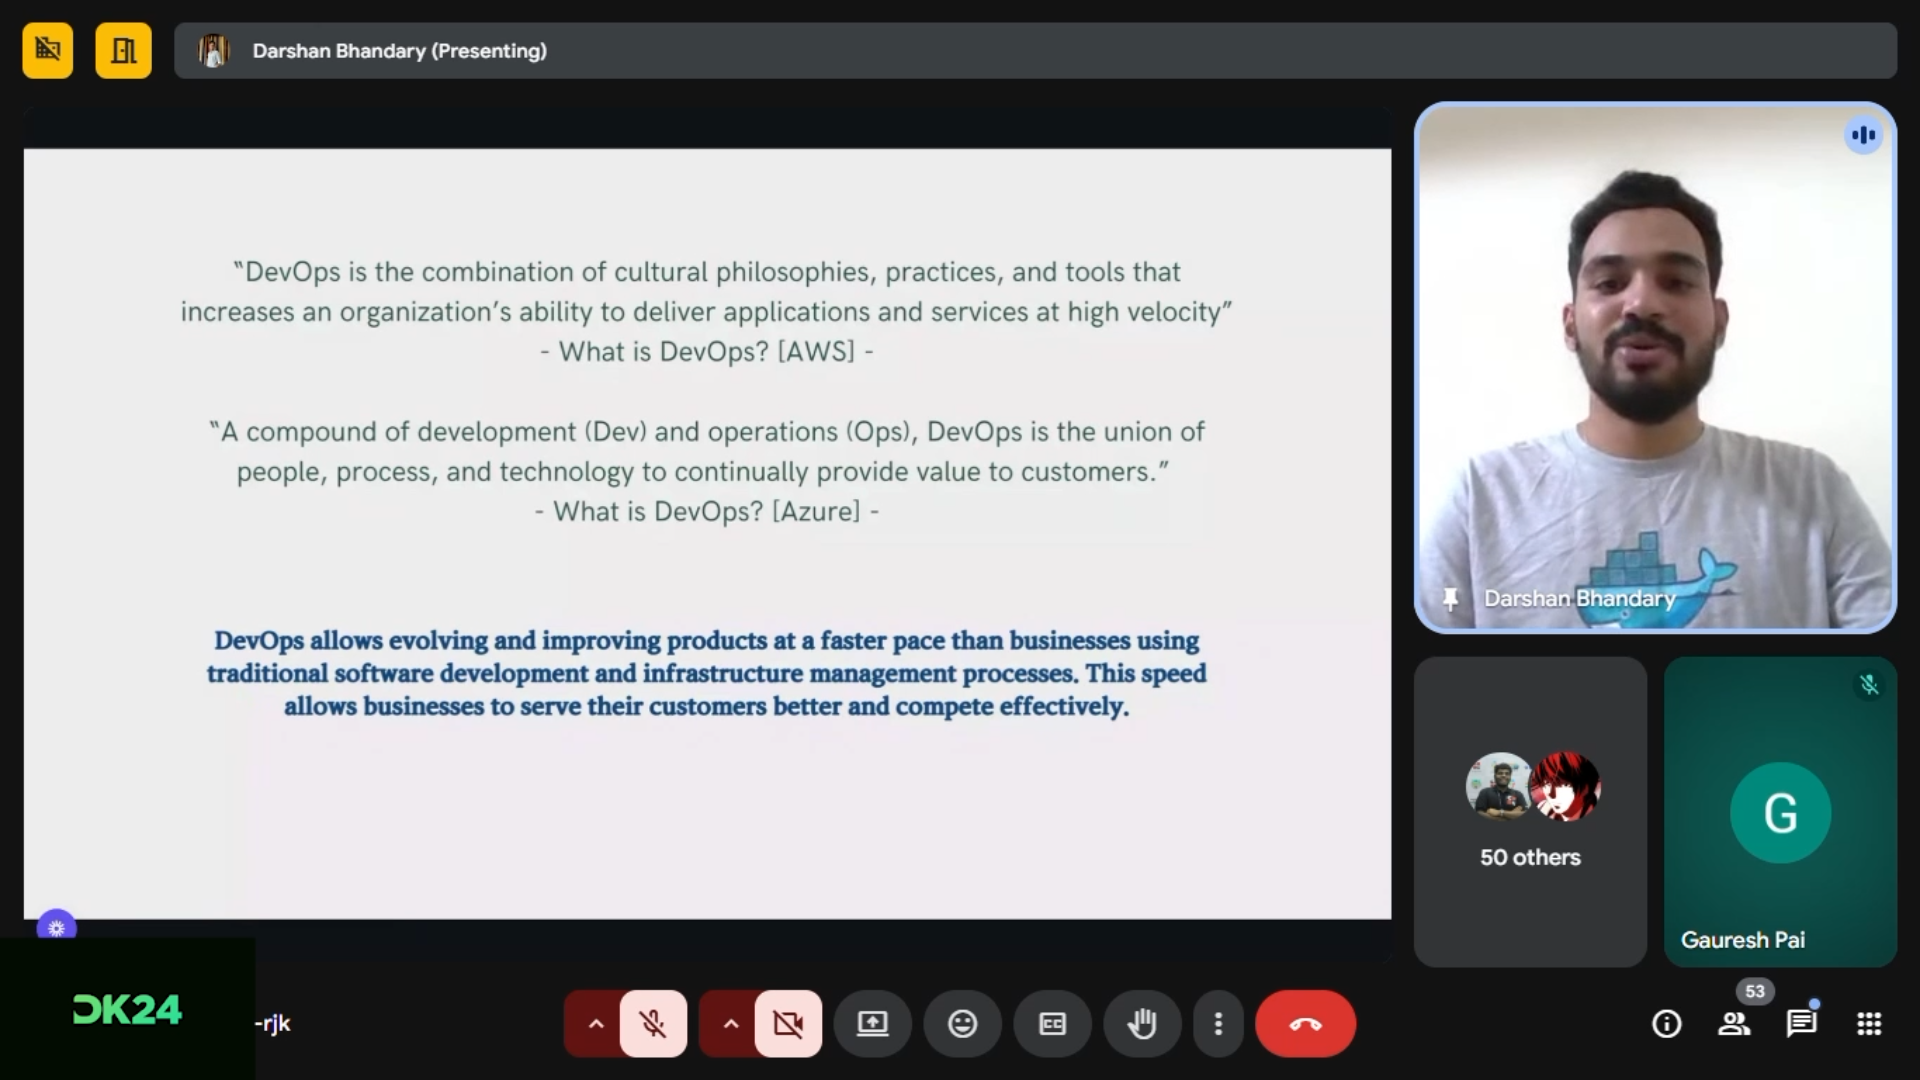 Darshan Bhandary (Presenting)
“DevOps is the combination of cultural philosophies, practices, and tools that
increases an organization’s ability to deliver applications and services at high velocity”
- What is DevOps? [AWS] -
“A compound of development (Dev) and operations (Ops), DevOps is the union of
people, process, and technology to continually provide value to customers.”
- What is DevOps? [Azure] -
DevOps allows evolving and improving products at a faster pace than businesses using
traditional software development and infrastructure management processes. This speed
allows businesses to serve their customers better and compete effectively.
Darshan Bhandary
50 others
G
Gauresh Pai
DK24
-rjk
CC
53